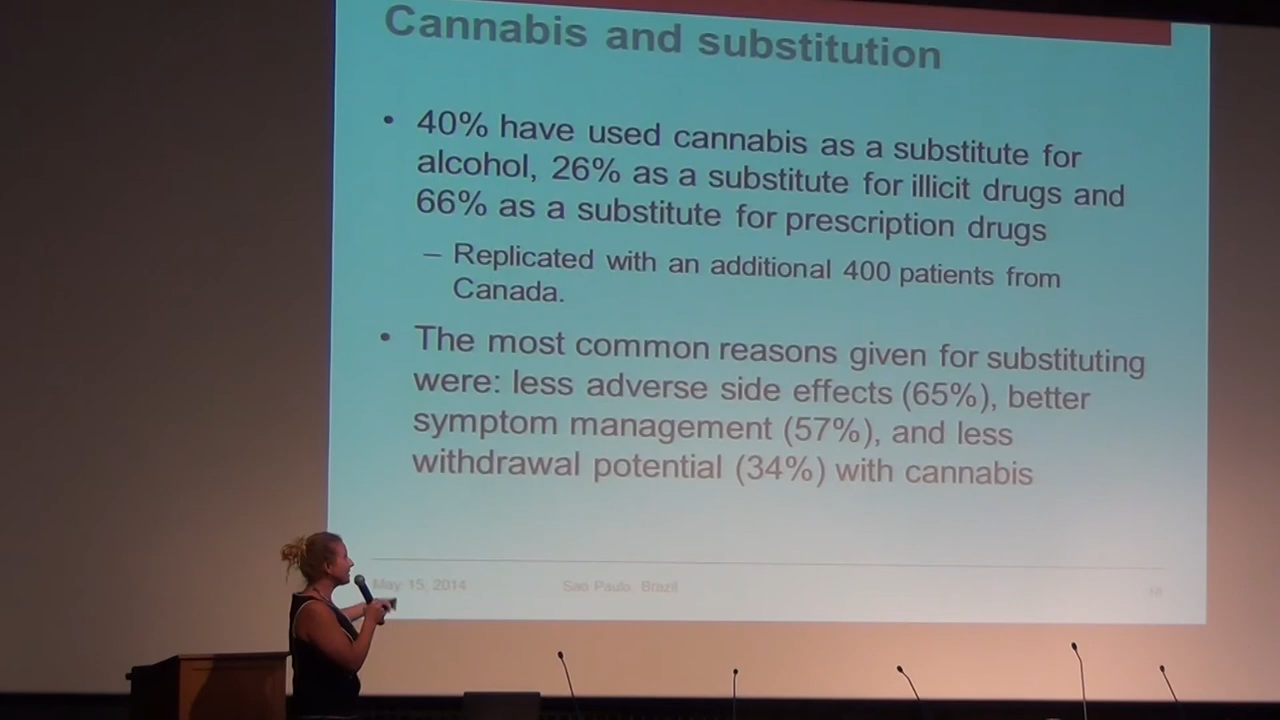 Cannabis and substitution
• 40% have used cannabis as a substitute for
alcohol, 26% as a substitute for illicit drugs and
66% as a substitute for prescription drugs
– Replicated with an additional 400 patients from
Canada.
• The most common reasons given for substituting
were: less adverse side effects (65%), better
symptom management (57%), and less
withdrawal potential (34%) with cannabis
May 15, 2014 Sao Paulo, Brazil